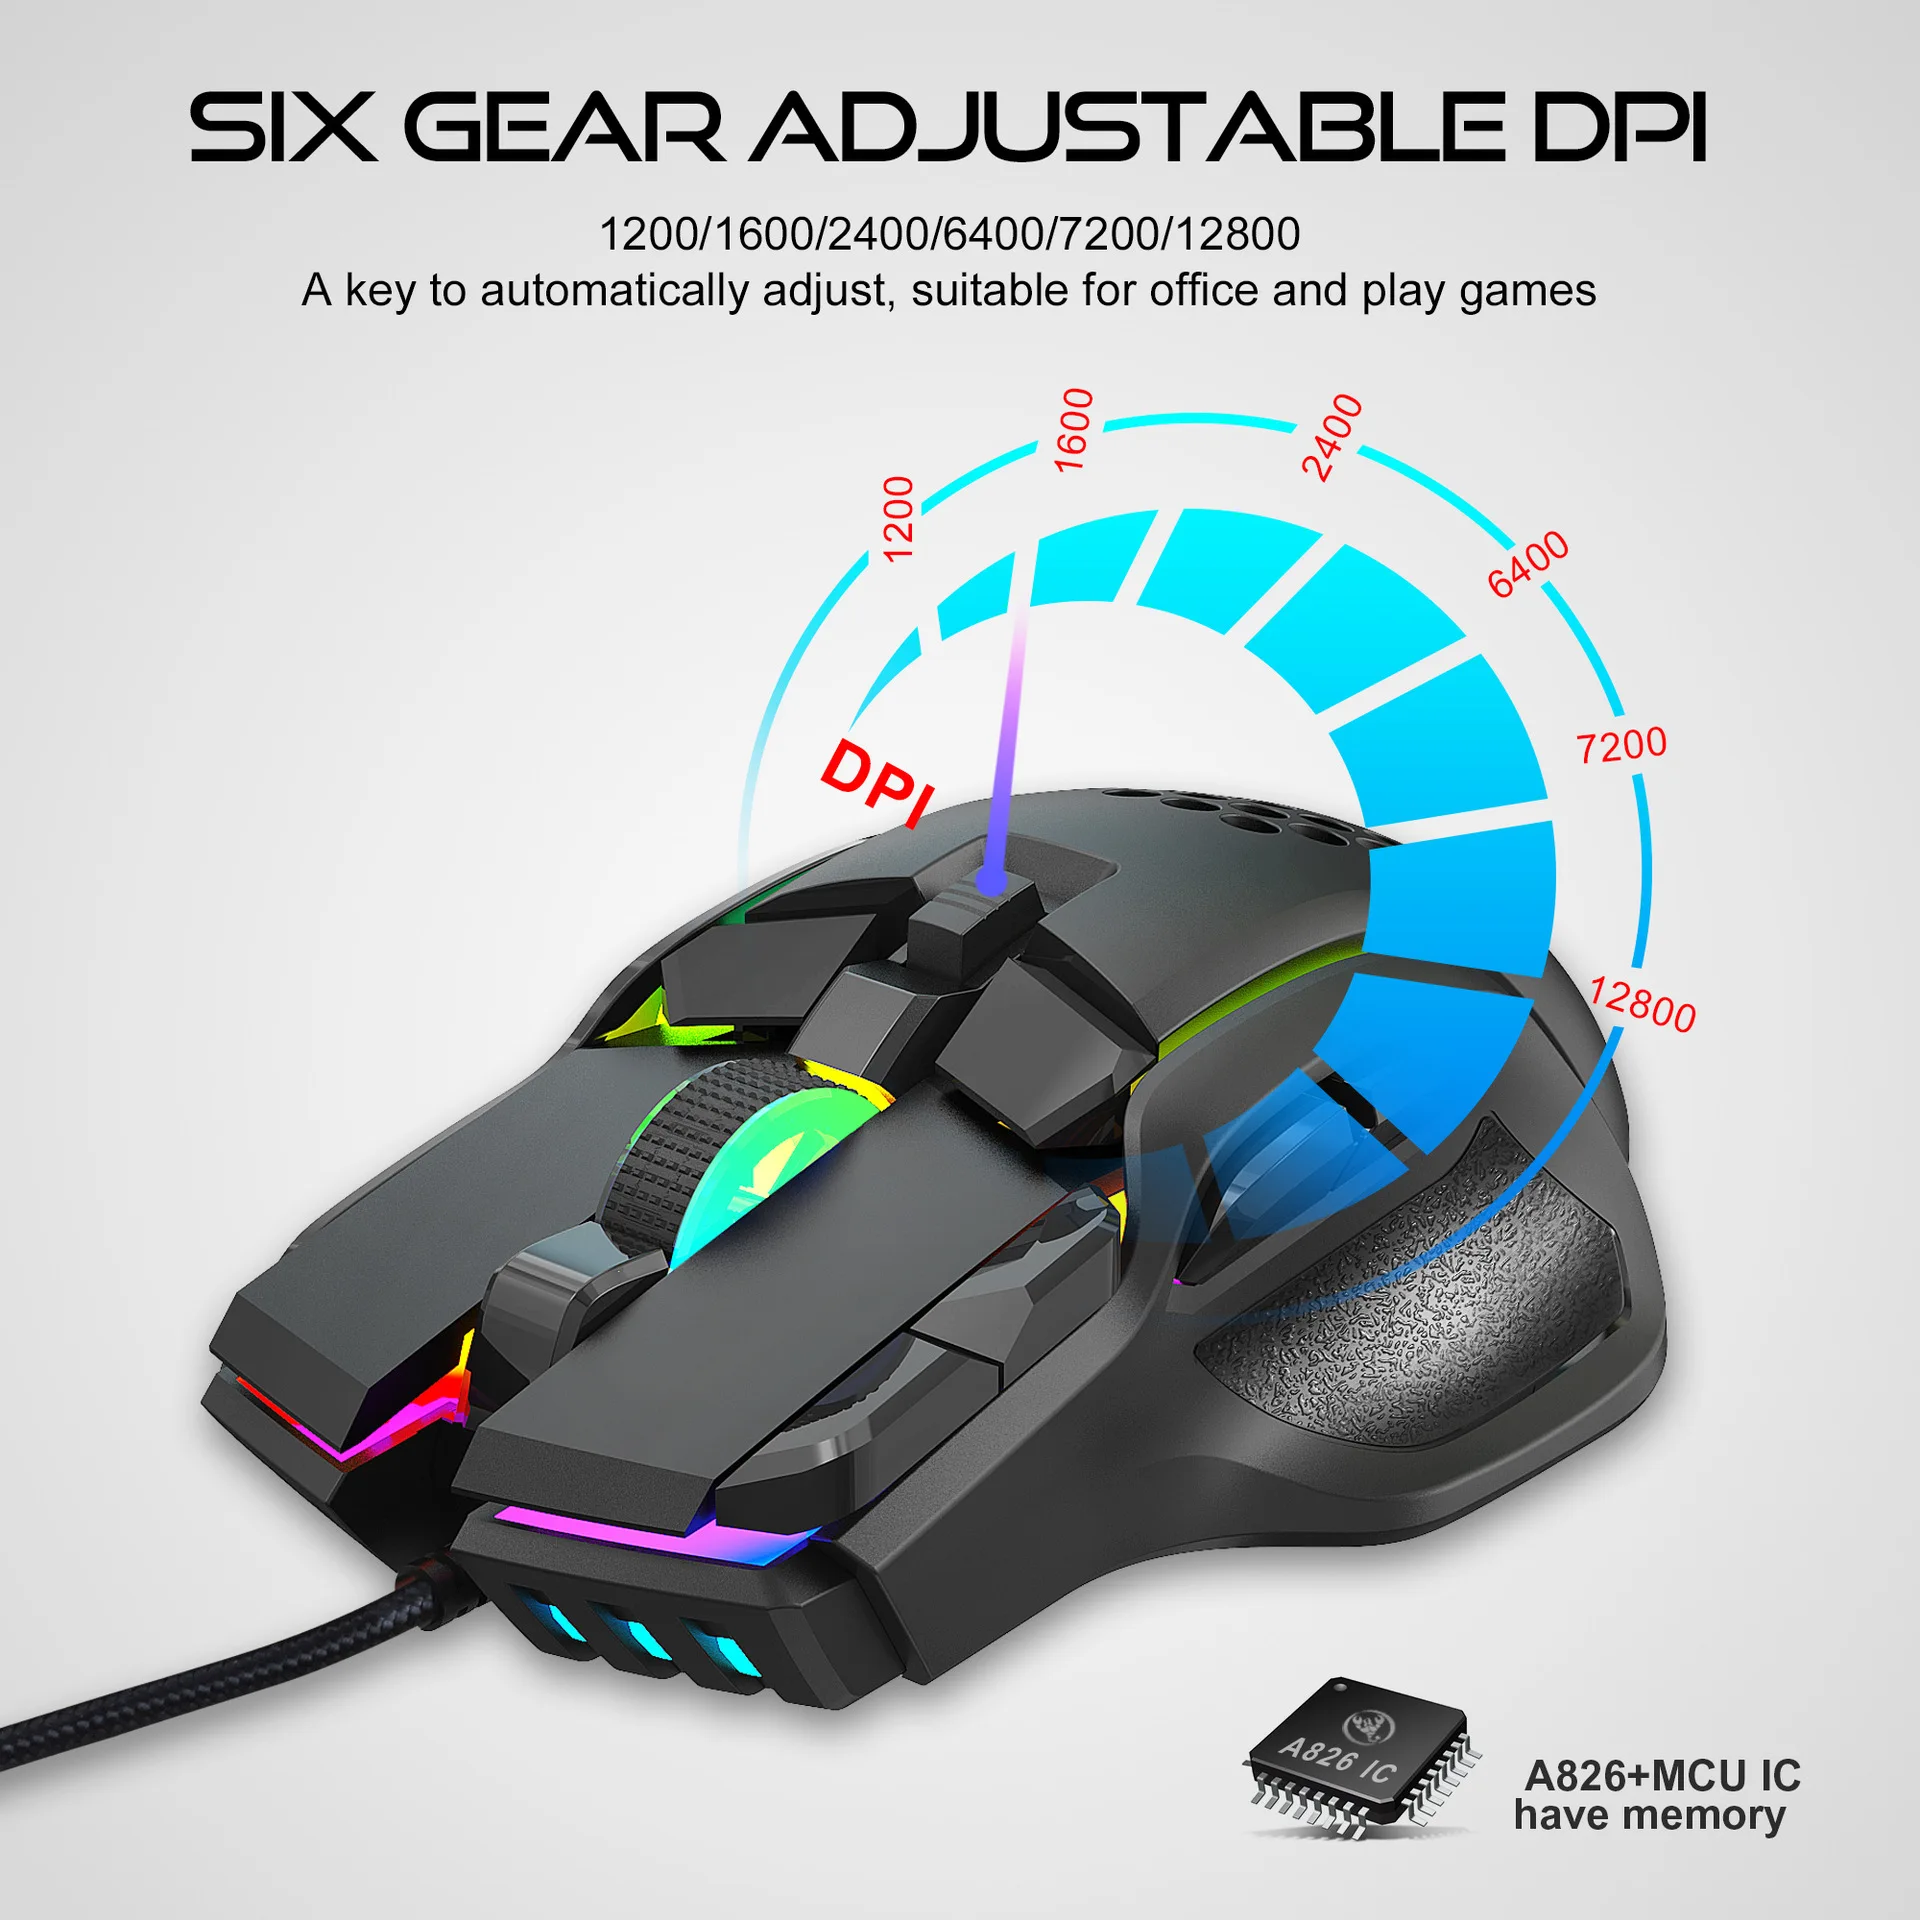 SIX GEAR ADJUSTABLE DPI
1200/1600/2400/6400/7200/12800
A key to automatically adjust, suitable for office and play games
1200
1600
2400
6400
7200
12800
DPI
A826 IC
A826+MCU IC
have memory